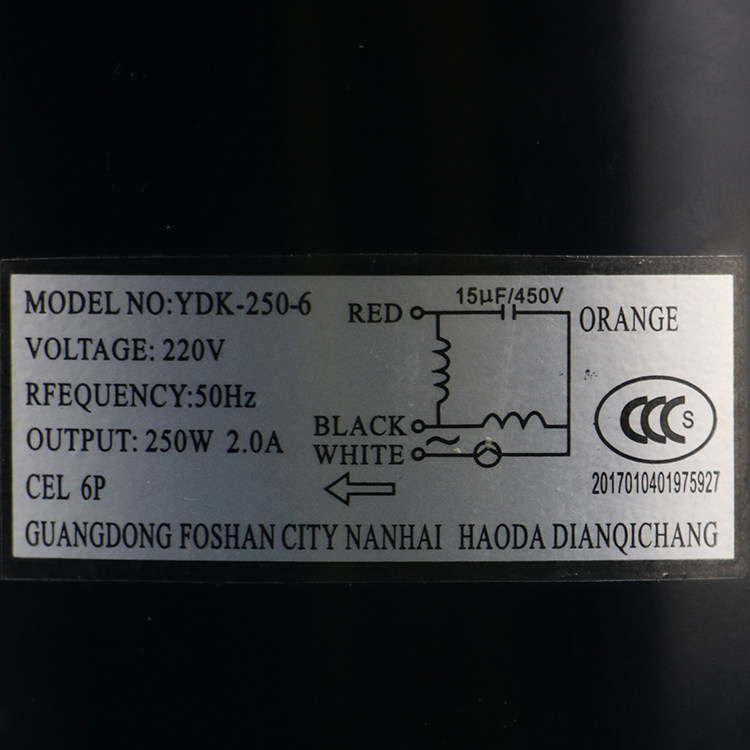 MODEL NO:YDK-250-6
VOLTAGE: 220V
RFEQUENCY:50Hz
OUTPUT: 250W 2.0A
CEL 6P
15μF/450V
RED
ORANGE
BLACK
WHITE
CCC S
2017010401975927
GUANGDONG FOSHAN CITY NANHAI HAODA DIANQICHANG